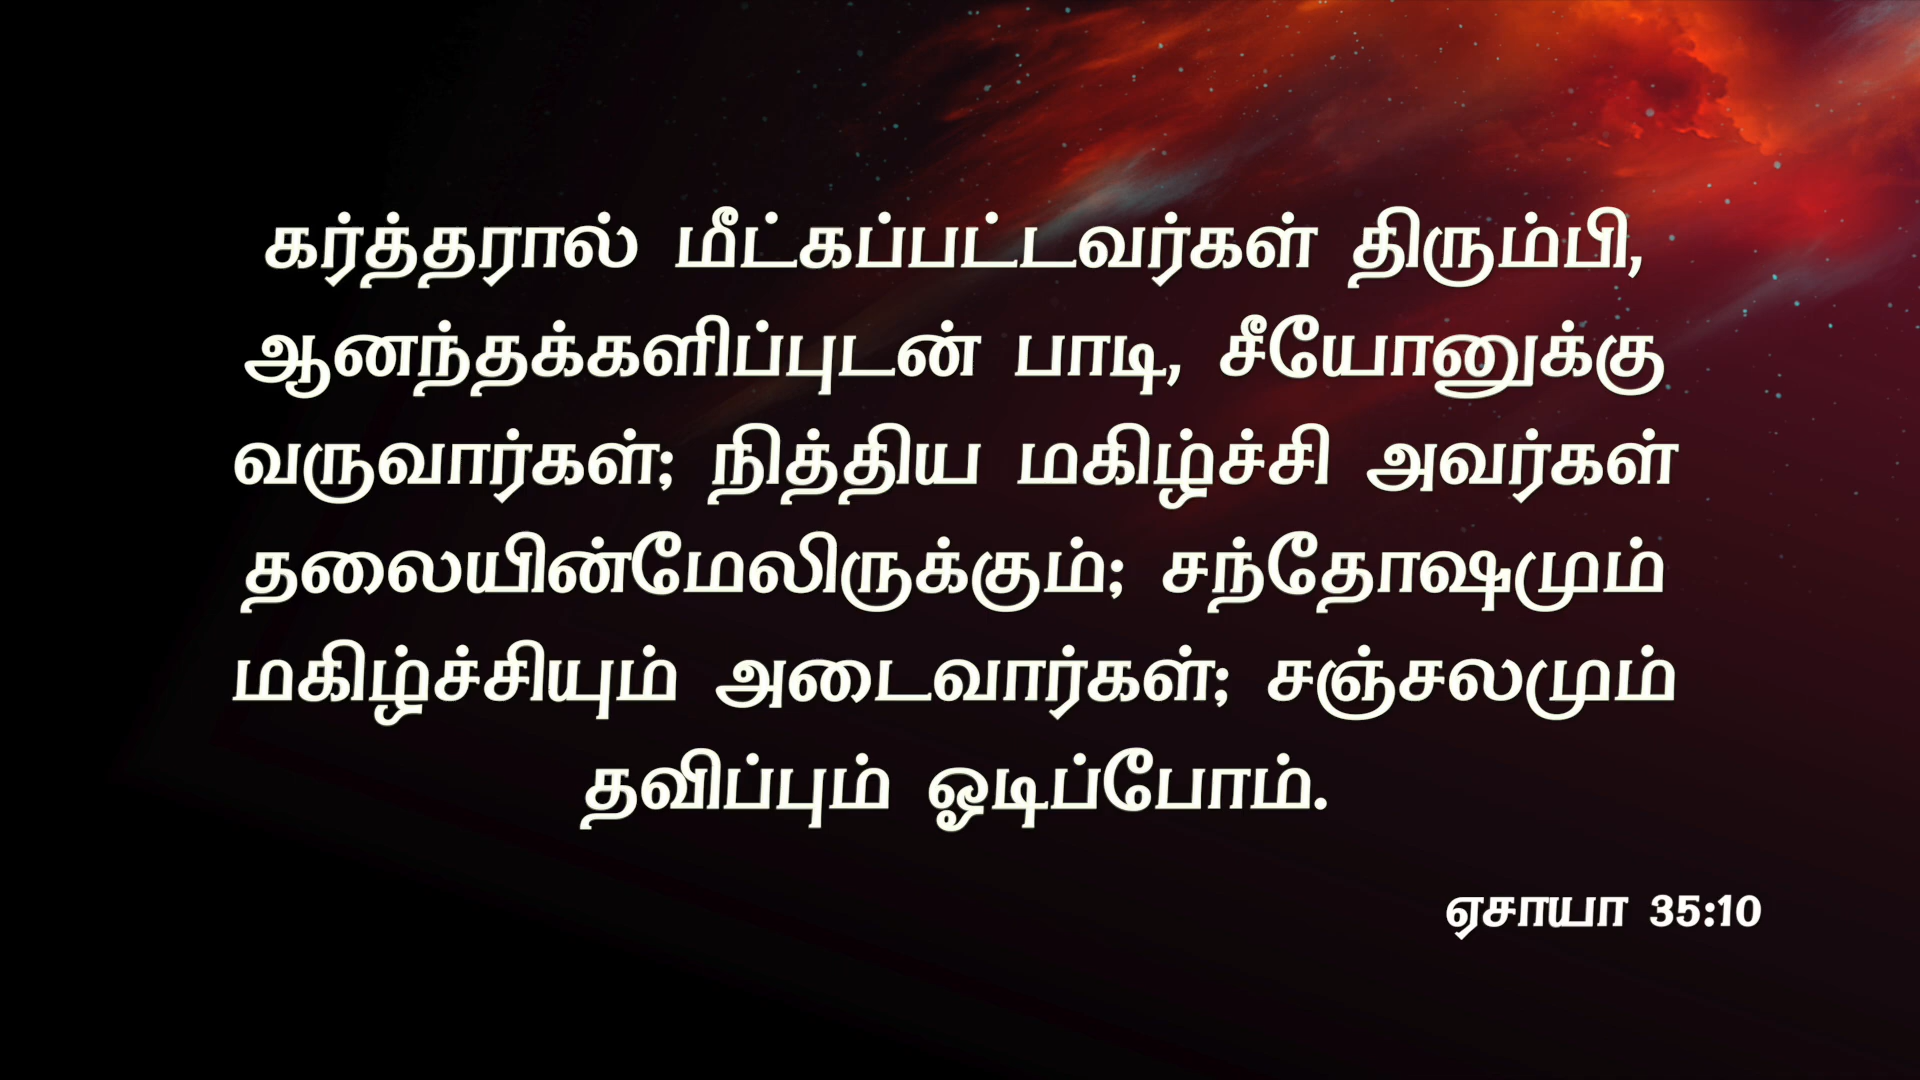 கர்த்தரால் மீட்கப்பட்டவர்கள் திரும்பி,
ஆனந்தக்களிப்புடன் பாடி, சீயோனுக்கு
வருவார்கள்; நித்திய மகிழ்ச்சி அவர்கள்
தலையின்மேலிருக்கும்; சந்தோஷமும்
மகிழ்ச்சியும் அடைவார்கள்; சஞ்சலமும்
தவிப்பும் ஓடிப்போம்.
ஏசாயா 35:10